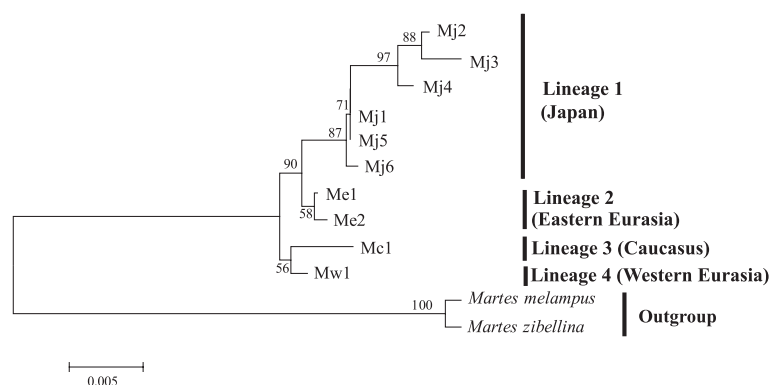 Mj2
88
Mj3
97
Mj4
Lineage 1
(Japan)
71
Mj1
87
Mj5
Mj6
90
Me1
58
Me2
Lineage 2
(Eastern Eurasia)
Mc1
Lineage 3 (Caucasus)
56
Mw1
Lineage 4 (Western Eurasia)
100
Martes melampus
Martes zibellina
Outgroup
0.005